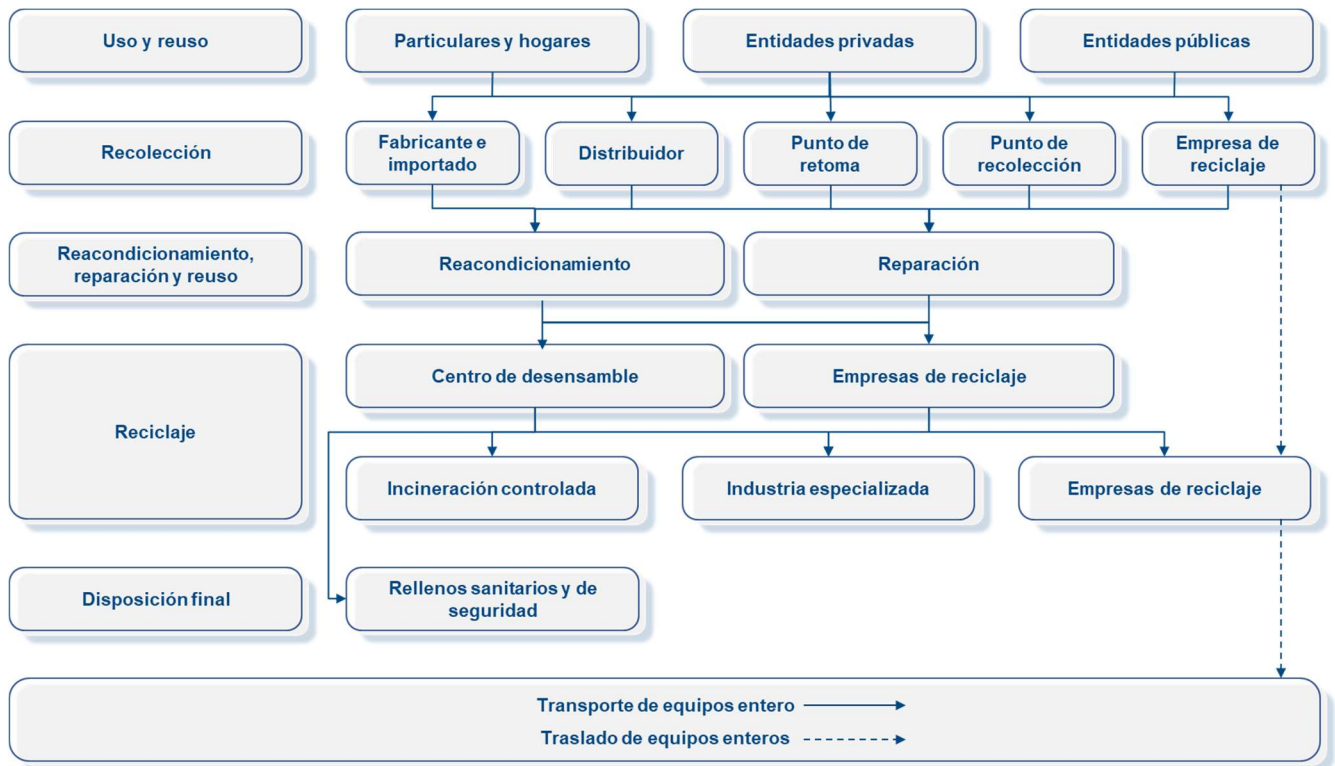 Uso y reuso
Particulares y hogares
Entidades privadas
Entidades públicas
Recolección
Fabricante e
importado
Distribuidor
Punto de
retoma
Punto de
recolección
Empresa de
reciclaje
Reacondicionamiento,
reparación y reuso
Reacondicionamiento
Reparación
Reciclaje
Centro de desensamble
Empresas de reciclaje
Incineración controlada
Industria especializada
Empresas de reciclaje
Disposición final
Rellenos sanitarios y de
seguridad
Transporte de equipos entero
Traslado de equipos enteros